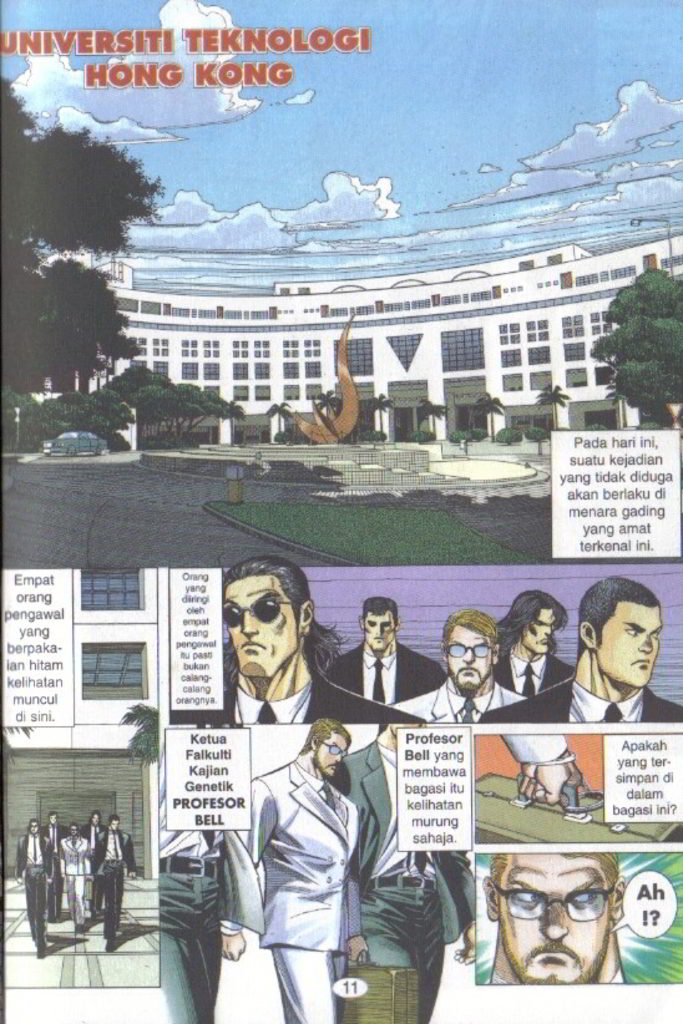 UNIVERSITI TEKNOLOGI
HONG KONG
Pada hari ini,
suatu kejadian
yang tidak diduga
akan berlaku di
menara gading
yang amat
terkenal ini.
Empat
orang
pengawal
yang
berpaka-
ian hitam
kelihatan
muncul
di sini.
Orang
yang
diiringi
oleh
empat
orang
pengawal
itu pasti
bukan
calang-
calang
orangnya.
Ketua
Falkulti
Kajian
Genetik
PROFESOR
BELL
Profesor
Bell yang
membawa
bagasi itu
kelihatan
murung
sahaja.
Apakah
yang ter-
simpan di
dalam
bagasi ini?
Ah
!?
11